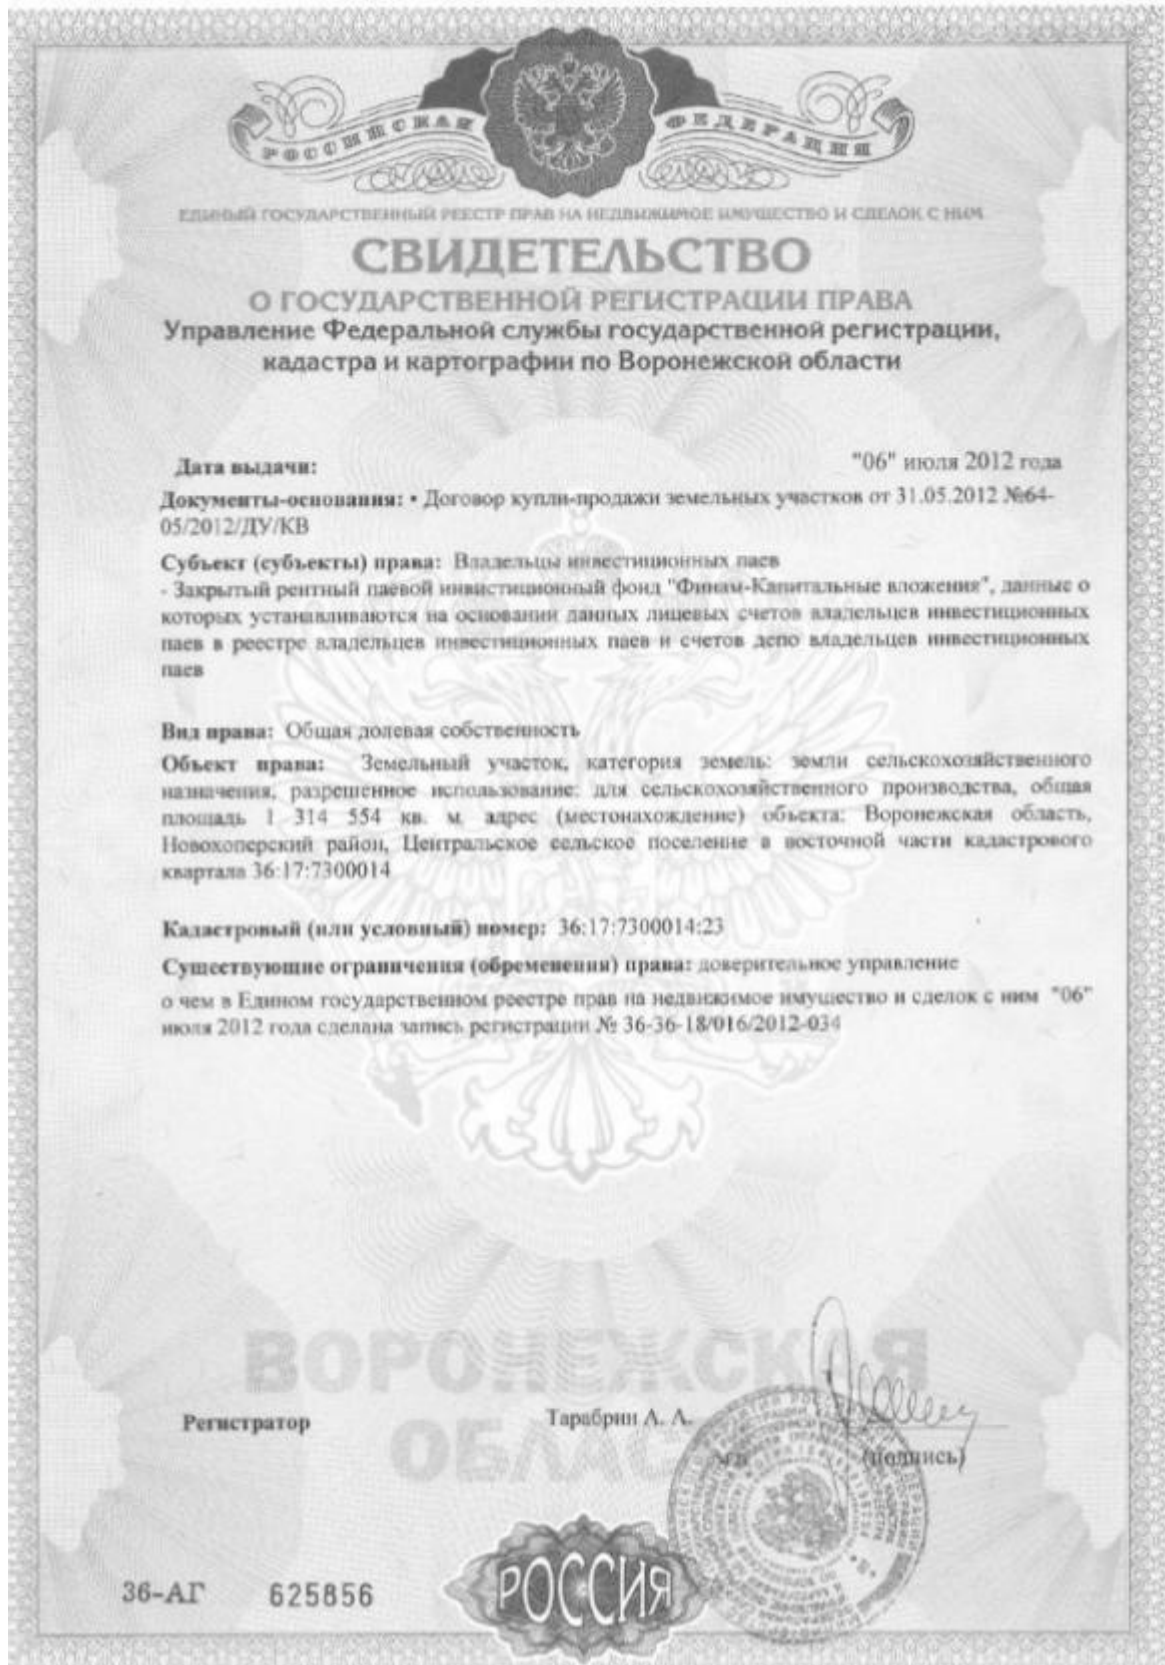 РОССИЙСКАЯ ФЕДЕРАЦИЯ
ЕДИНЫЙ ГОСУДАРСТВЕННЫЙ РЕЕСТР ПРАВ НА НЕДВИЖИМОЕ ИМУЩЕСТВО И СДЕЛОК С НИМ
СВИДЕТЕЛЬСТВО
О ГОСУДАРСТВЕННОЙ РЕГИСТРАЦИИ ПРАВА
Управление Федеральной службы государственной регистрации,
кадастра и картографии по Воронежской области
Дата выдачи: "06" июля 2012 года
Документы-основания: • Договор купли-продажи земельных участков от 31.05.2012 №64-
05/2012/ДУ/КВ
Субъект (субъекты) права: Владельцы инвестиционных паев
- Закрытый рентный паевой инвистиционный фонд "Финам-Капитальные вложения", данные о
которых устанавливаются на основании данных лицевых счетов владельцев инвестиционных
паев в реестре владельцев инвестиционных паев и счетов депо владельцев инвестиционных
паев
Вид права: Общая долевая собственность
Объект права: Земельный участок, категория земель: земли сельскохозяйственного
назначения, разрешенное использование: для сельскохозяйственного производства, общая
площадь 1 314 554 кв. м, адрес (местонахождение) объекта: Воронежская область,
Новохоперский район, Центральское сельское поселение в восточной части кадастрового
квартала 36:17:7300014
Кадастровый (или условный) номер: 36:17:7300014:23
Существующие ограничения (обременения) права: доверительное управление
о чем в Едином государственном реестре прав на недвижимое имущество и сделок с ним "06"
июля 2012 года сделана запись регистрации № 36-36-18/016/2012-034
ВОРОНЕЖСКАЯ
Регистратор Тарабрин А. А.
ОБЛАС
м.п. (подпись)
РОССИЯ
36-АГ 625856